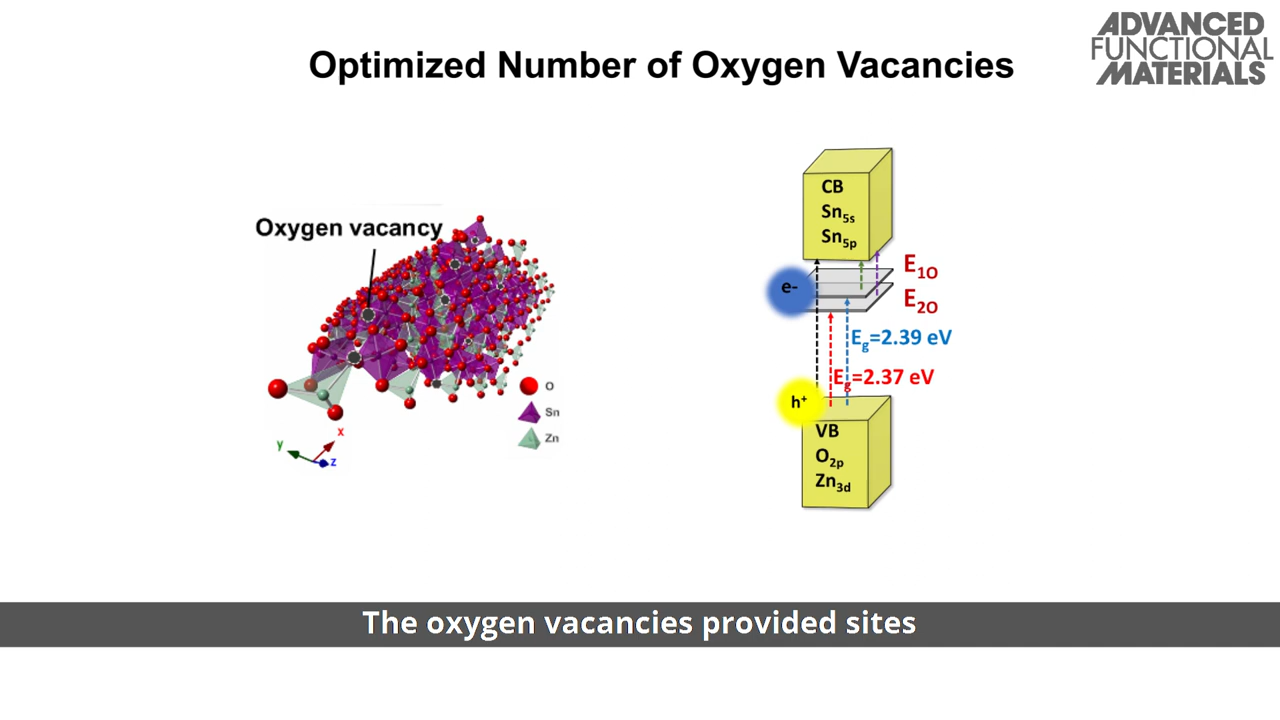 ADVANCED
FUNCTIONAL
MATERIALS
Optimized Number of Oxygen Vacancies
Oxygen vacancy
O
Sn
Zn
y
x
z
CB
Sn5s
Sn5p
e-
E1O
E2O
Eg=2.39 eV
Eg=2.37 eV
h+
VB
O2p
Zn3d
The oxygen vacancies provided sites